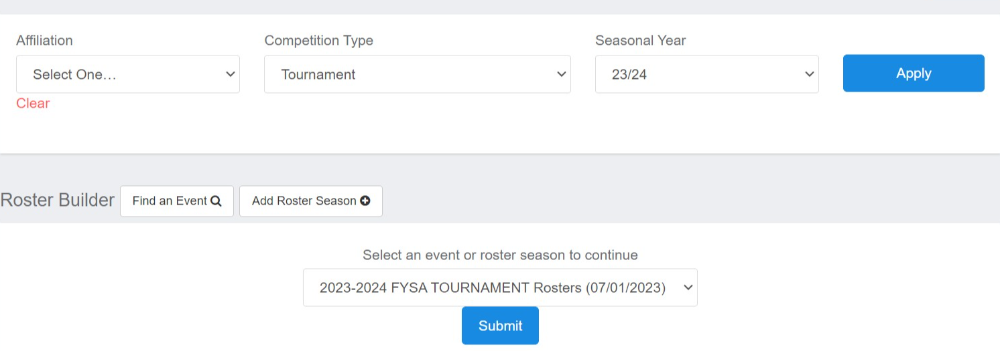 Affiliation Competition Type Seasonal Year
Select One... Tournament 23/24 Apply
Clear
Roster Builder Find an Event Add Roster Season
Select an event or roster season to continue
2023-2024 FYSA TOURNAMENT Rosters (07/01/2023)
Submit